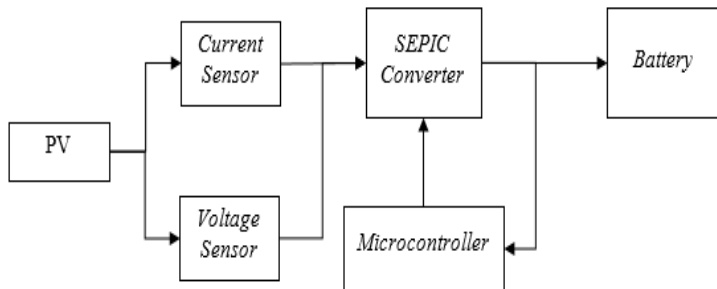 Current
Sensor
SEPIC
Converter
Battery
PV
Voltage
Sensor
Microcontroller